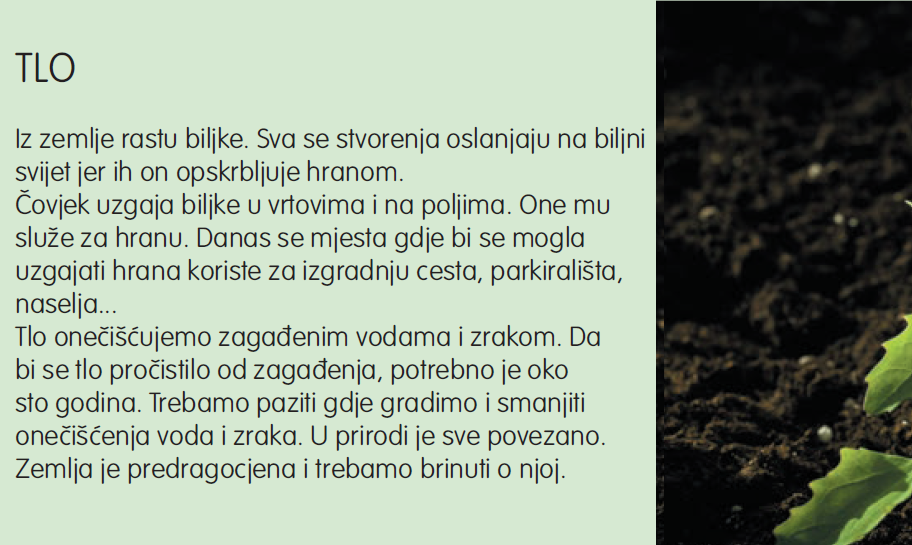 TLO
Iz zemlje rastu biljke. Sva se stvorenja oslanjaju na biljni
svijet jer ih on opskrbljuje hranom.
Čovjek uzgaja biljke u vrtovima i na poljima. One mu
služe za hranu. Danas se mjesta gdje bi se mogla
uzgajati hrana koriste za izgradnju cesta, parkirališta,
naselja...
Tlo onečišćujemo zagađenim vodama i zrakom. Da
bi se tlo pročistilo od zagađenja, potrebno je oko
sto godina. Trebamo paziti gdje gradimo i smanjiti
onečišćenja voda i zraka. U prirodi je sve povezano.
Zemlja je predragocjena i trebamo brinuti o njoj.